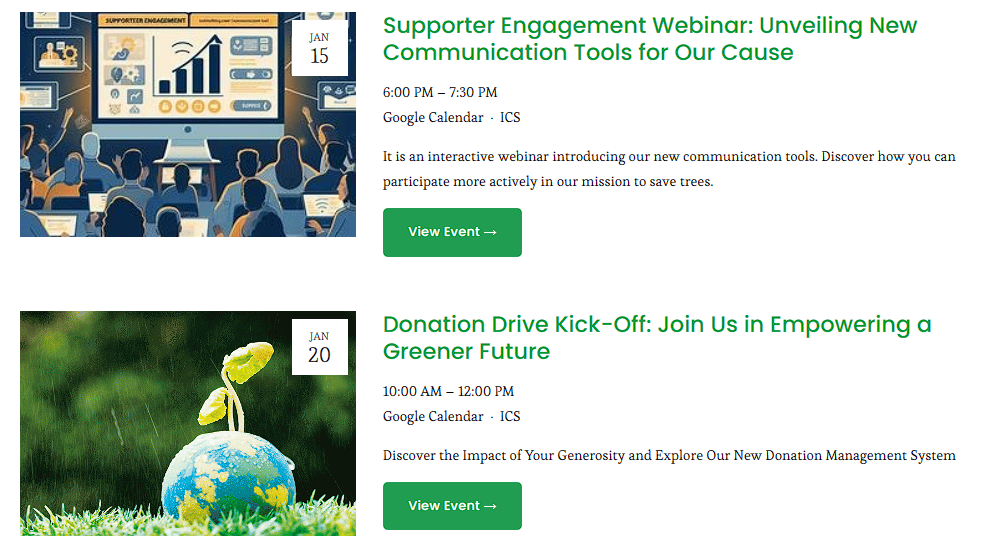 SUPPORTER ENGAGEMENT
JAN
15
Supporter Engagement Webinar: Unveiling New
Communication Tools for Our Cause
6:00 PM – 7:30 PM
Google Calendar · ICS
It is an interactive webinar introducing our new communication tools. Discover how you can
participate more actively in our mission to save trees.
View Event →
JAN
20
Donation Drive Kick-Off: Join Us in Empowering a
Greener Future
10:00 AM – 12:00 PM
Google Calendar · ICS
Discover the Impact of Your Generosity and Explore Our New Donation Management System
View Event →